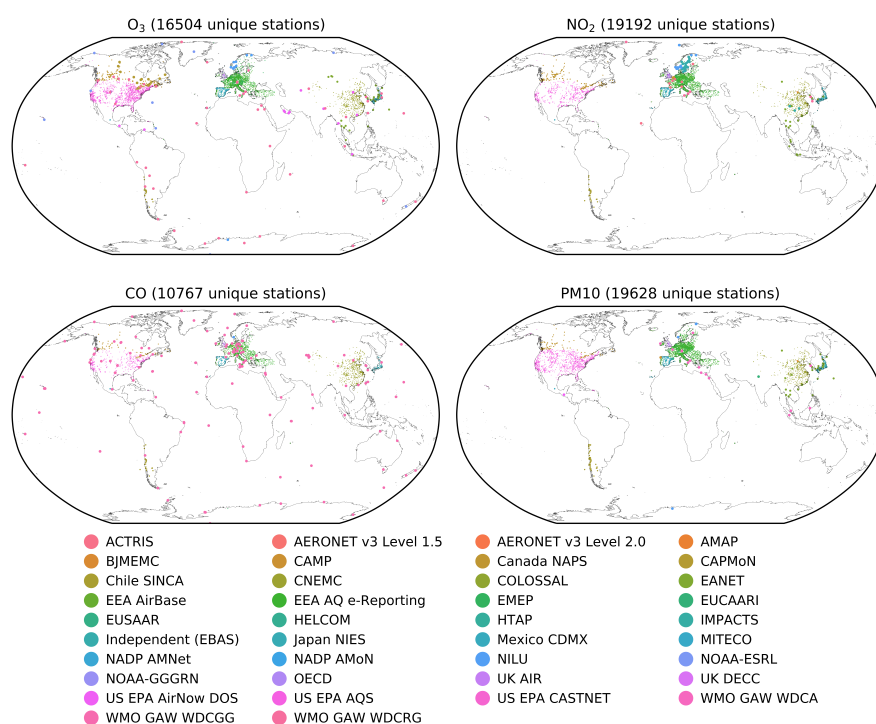 O₃ (16504 unique stations)
NO₂ (19192 unique stations)
CO (10767 unique stations)
PM10 (19628 unique stations)
ACTRIS
AERONET v3 Level 1.5
AERONET v3 Level 2.0
AMAP
BJMEMC
CAMP
Canada NAPS
CAPMoN
Chile SINCA
CNEMC
COLOSSAL
EANET
EEA AirBase
EEA AQ e-Reporting
EMEP
EUCAARI
EUSAAR
HELCOM
HTAP
IMPACTS
Independent (EBAS)
Japan NIES
Mexico CDMX
MITECO
NADP AMNet
NADP AMoN
NILU
NOAA-ESRL
NOAA-GGGRN
OECD
UK AIR
UK DECC
US EPA AirNow DOS
US EPA AQS
US EPA CASTNET
WMO GAW WDCA
WMO GAW WDCGG
WMO GAW WDCRG